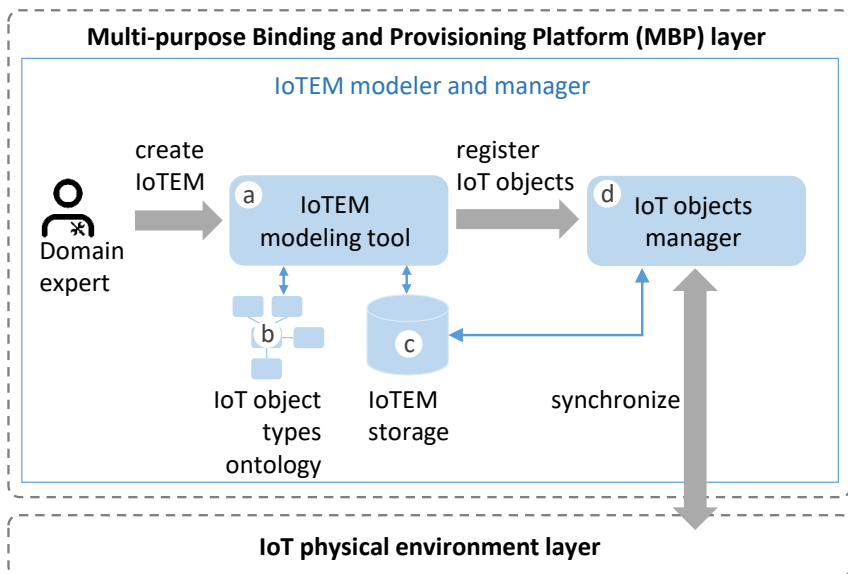 Multi-purpose Binding and Provisioning Platform (MBP) layer
IoTEM modeler and manager
create
IoTEM
register
IoT objects
Domain
expert
a
IoTEM
modeling tool
d
IoT objects
manager
b
c
IoT object
types
ontology
IoTEM
storage
synchronize
IoT physical environment layer